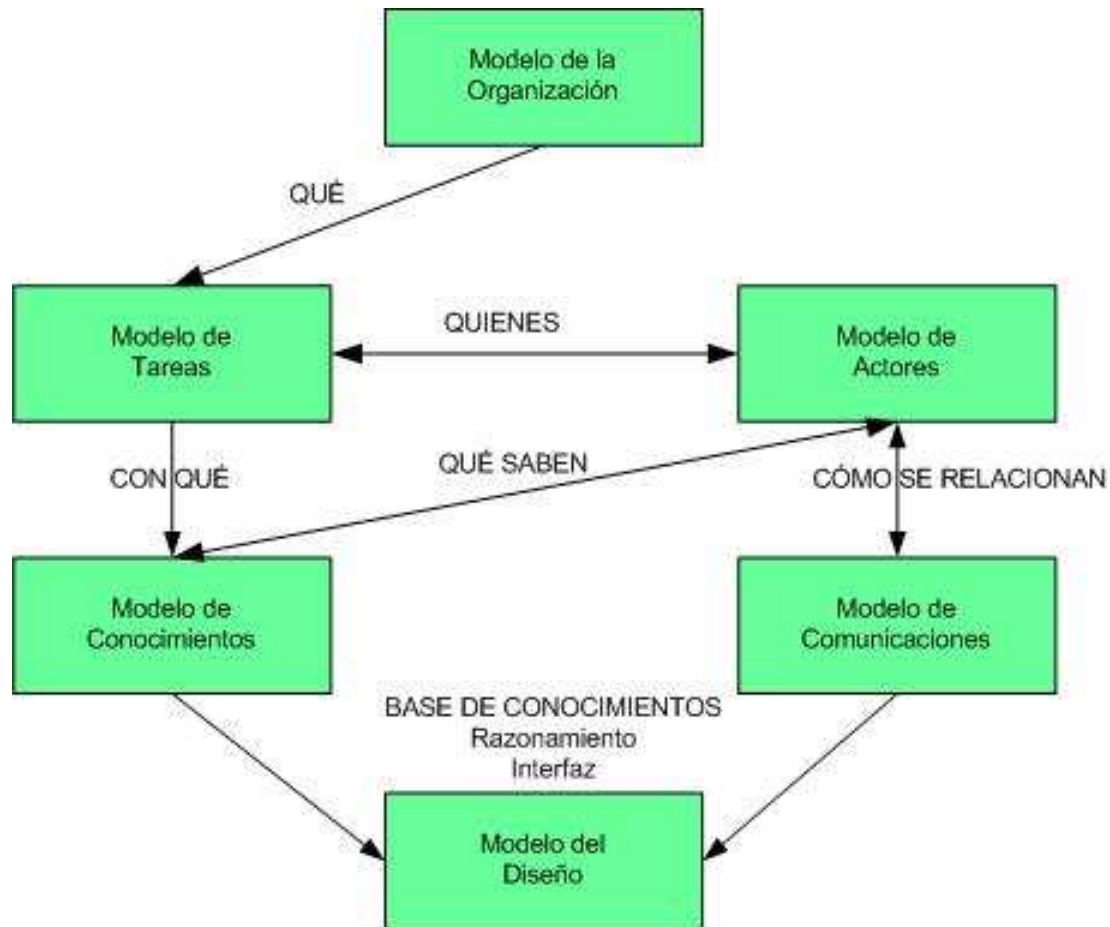 Modelo de la
Organización
QUÉ
Modelo de
Tareas
QUIENES
Modelo de
Actores
CON QUÉ
QUÉ SABEN
CÓMO SE RELACIONAN
Modelo de
Conocimientos
Modelo de
Comunicaciones
BASE DE CONOCIMIENTOS
Razonamiento
Interfaz
Modelo del
Diseño